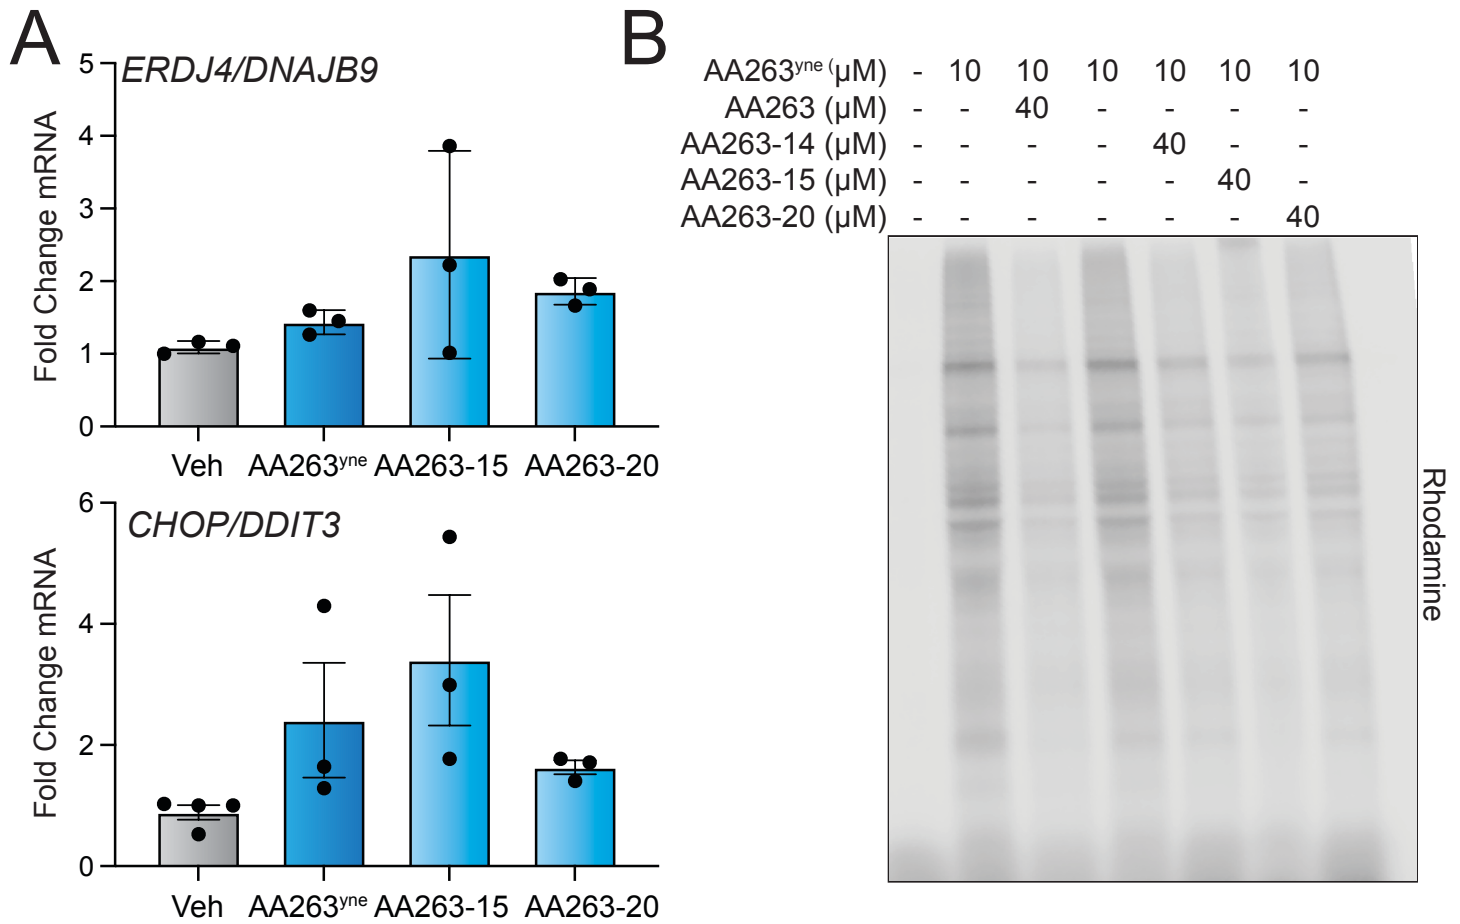 A
ERDJ4/DNAJB9
Fold Change mRNA
5
4
3
2
1
0
Veh AA263yne AA263-15 AA263-20
CHOP/DDIT3
Fold Change mRNA
6
4
2
0
Veh AA263yne AA263-15 AA263-20
B
AA263yne (μM) - 10 10 10 10 10 10
AA263 (μM) - - 40 - - - -
AA263-14 (μM) - - - - 40 - -
AA263-15 (μM) - - - - - 40 -
AA263-20 (μM) - - - - - - 40
Rhodamine